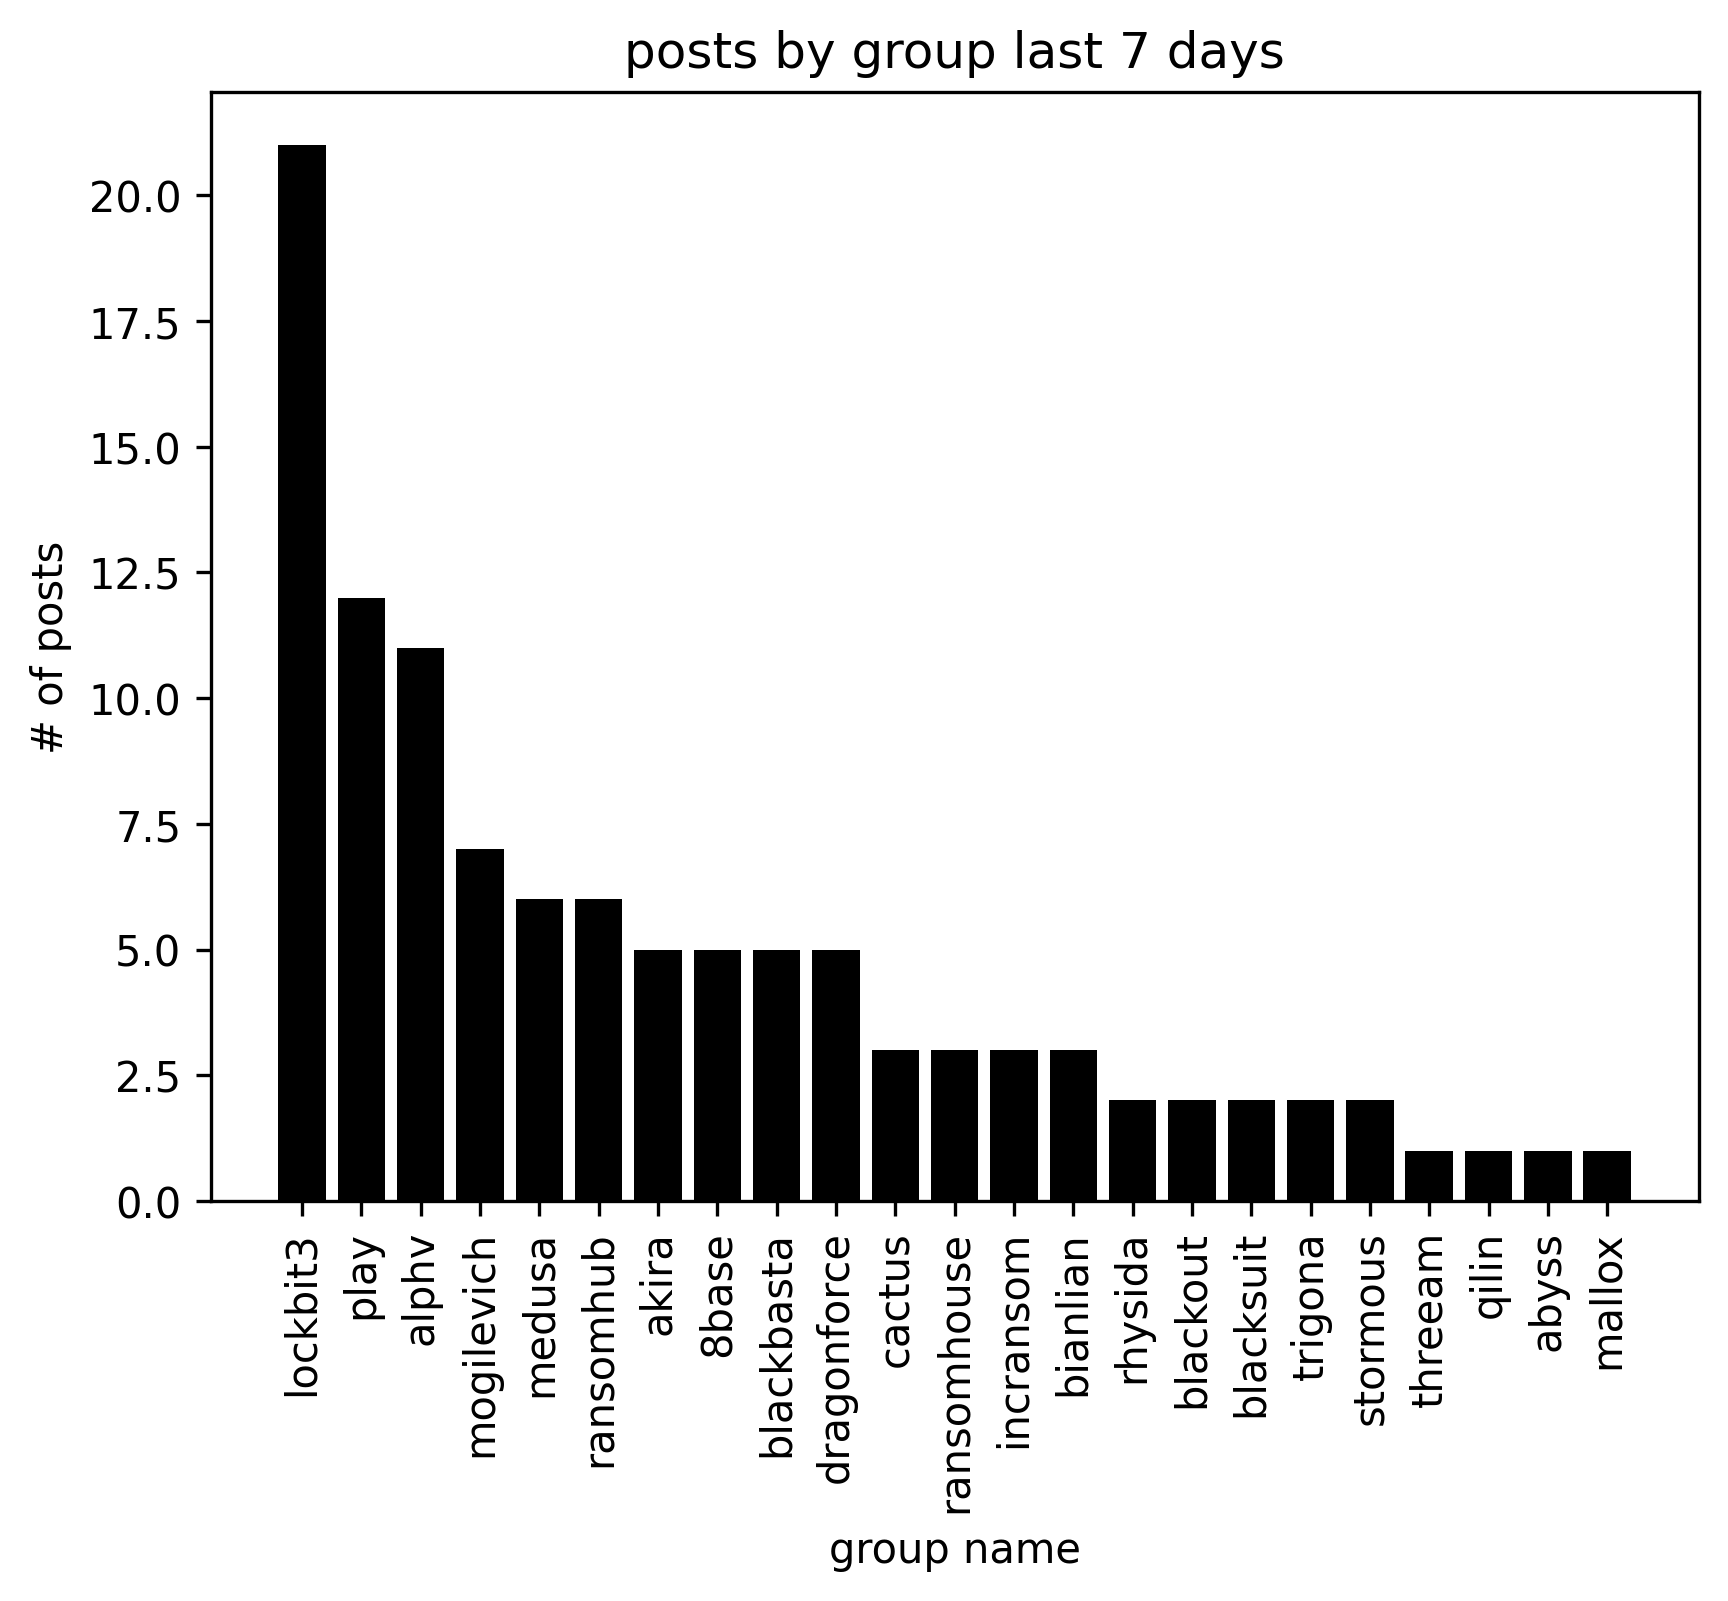 posts by group last 7 days
# of posts
20.0
17.5
15.0
12.5
10.0
7.5
5.0
2.5
0.0
lockbit3
play
alphv
mogilevich
medusa
ransomhub
akira
8base
blackbasta
dragonforce
cactus
ransomhouse
incransom
bianlian
rhysida
blackout
blacksuit
trigona
stormous
threeam
qilin
abyss
mallox
group name